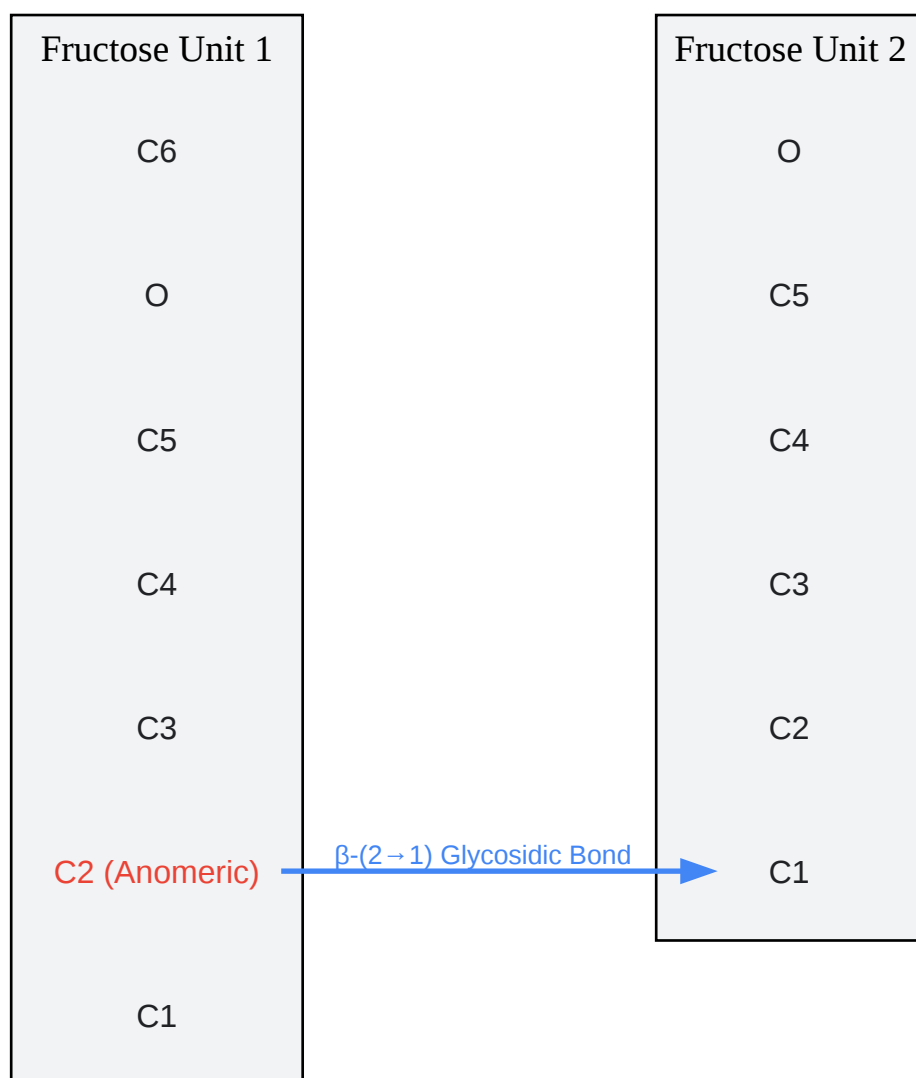 Fructose Unit 1
C6
O
C5
C4
C3
C2 (Anomeric)
C1
β-(2→1) Glycosidic Bond
Fructose Unit 2
O
C5
C4
C3
C2
C1